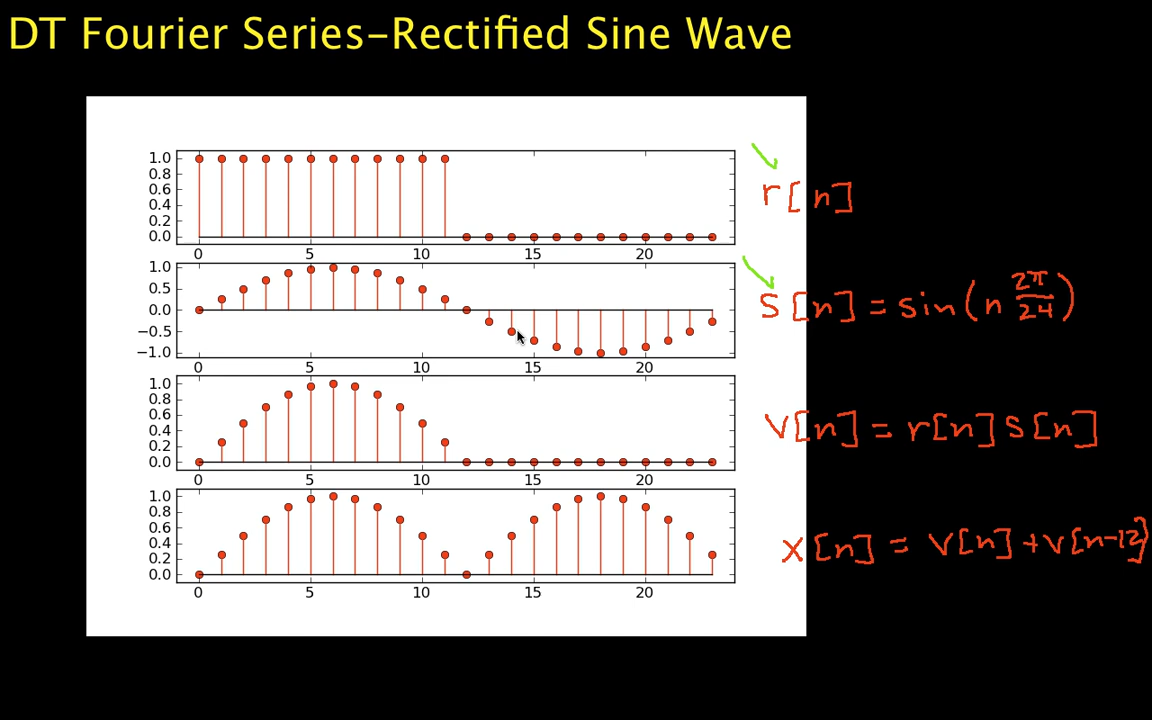 DT Fourier Series-Rectified Sine Wave
1.0
0.8
0.6
0.4
0.2
0.0
0 5 10 15 20
r[n]
1.0
0.5
0.0
−0.5
−1.0
0 5 10 15 20
s[n] = sin(n 2π/24)
1.0
0.8
0.6
0.4
0.2
0.0
0 5 10 15 20
v[n] = r[n] s[n]
1.0
0.8
0.6
0.4
0.2
0.0
0 5 10 15 20
x[n] = v[n] + v[n-12]